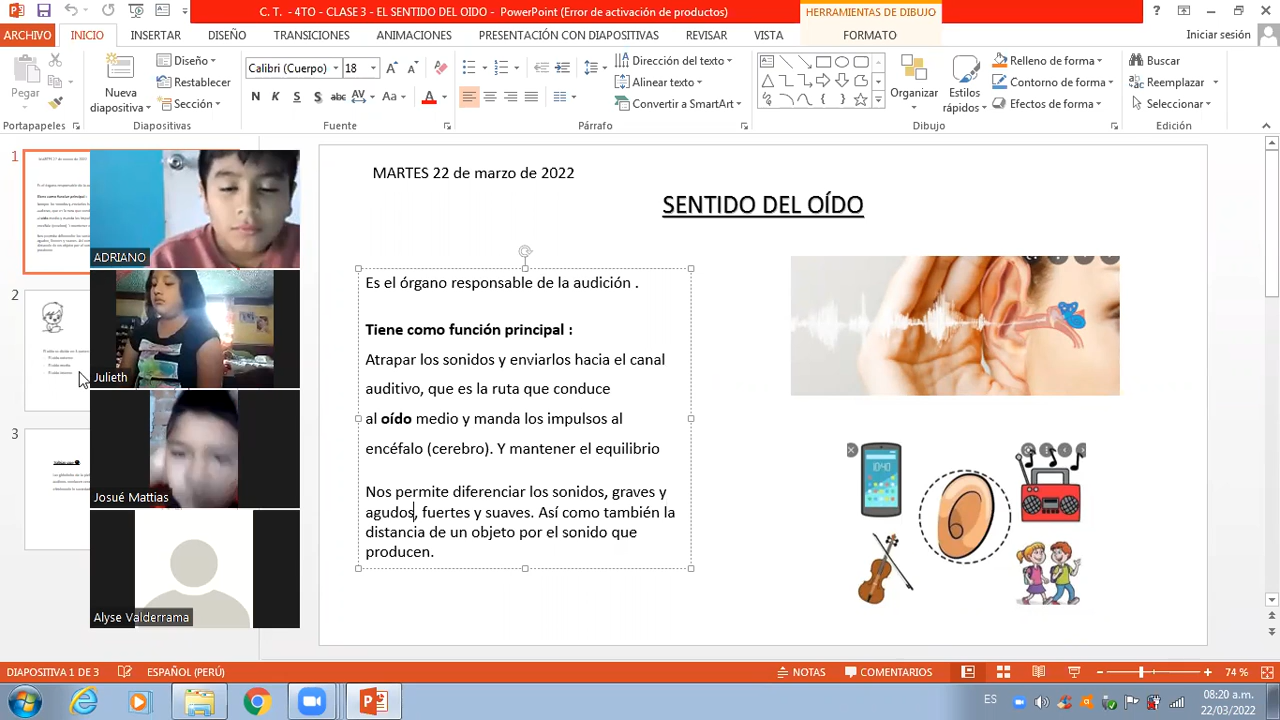 C. T. - 4TO - CLASE 3 - EL SENTIDO DEL OIDO - PowerPoint (Error de activación de productos)
HERRAMIENTAS DE DIBUJO
ARCHIVO INICIO INSERTAR DISEÑO TRANSICIONES ANIMACIONES PRESENTACIÓN CON DIAPOSITIVAS REVISAR VISTA FORMATO Iniciar sesión
Pegar
Nueva diapositiva
Diseño
Restablecer
Sección
Calibri (Cuerpo) 18
N K S S abc AV Aa A
Dirección del texto
Alinear texto
Convertir a SmartArt
Organizar
Estilos rápidos
Relleno de forma
Contorno de forma
Efectos de forma
Buscar
Reemplazar
Seleccionar
Portapapeles Diapositivas Fuente Párrafo Dibujo Edición
1
2
3
ADRIANO
Julieth
Josué Mattias
Alyse Valderrama
MARTES 22 de marzo de 2022
SENTIDO DEL OÍDO
Es el órgano responsable de la audición .
Tiene como función principal :
Atrapar los sonidos y enviarlos hacia el canal
auditivo, que es la ruta que conduce
al oído medio y manda los impulsos al
encéfalo (cerebro). Y mantener el equilibrio
Nos permite diferenciar los sonidos, graves y
agudos, fuertes y suaves. Así como también la
distancia de un objeto por el sonido que
producen.
10:40
DIAPOSITIVA 1 DE 3 ESPAÑOL (PERÚ) NOTAS COMENTARIOS 74 %
ES
08:20 a.m.
22/03/2022